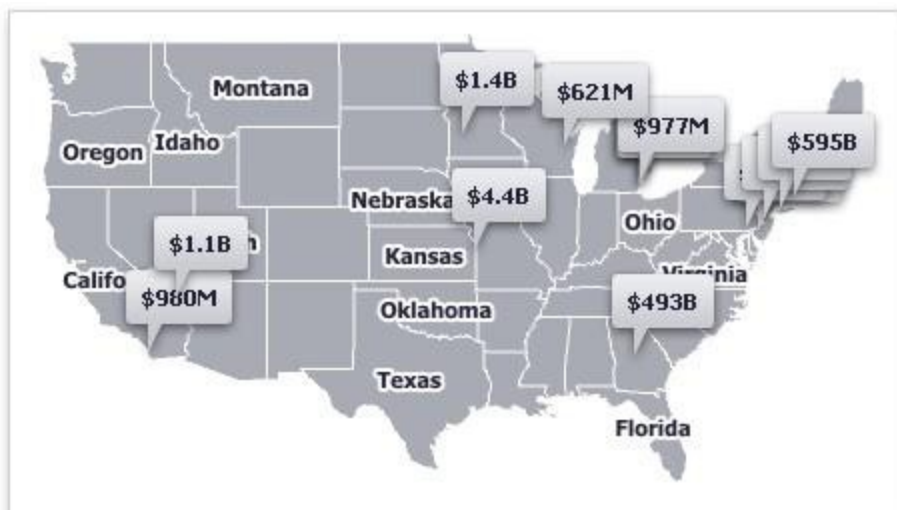 $1.4B
Montana
$621M
$977M
$595B
Oregon
Idaho
Nebraska
$4.4B
Ohio
$1.1B
Kansas
Virginia
Califo
$980M
Oklahoma
$493B
Texas
Florida